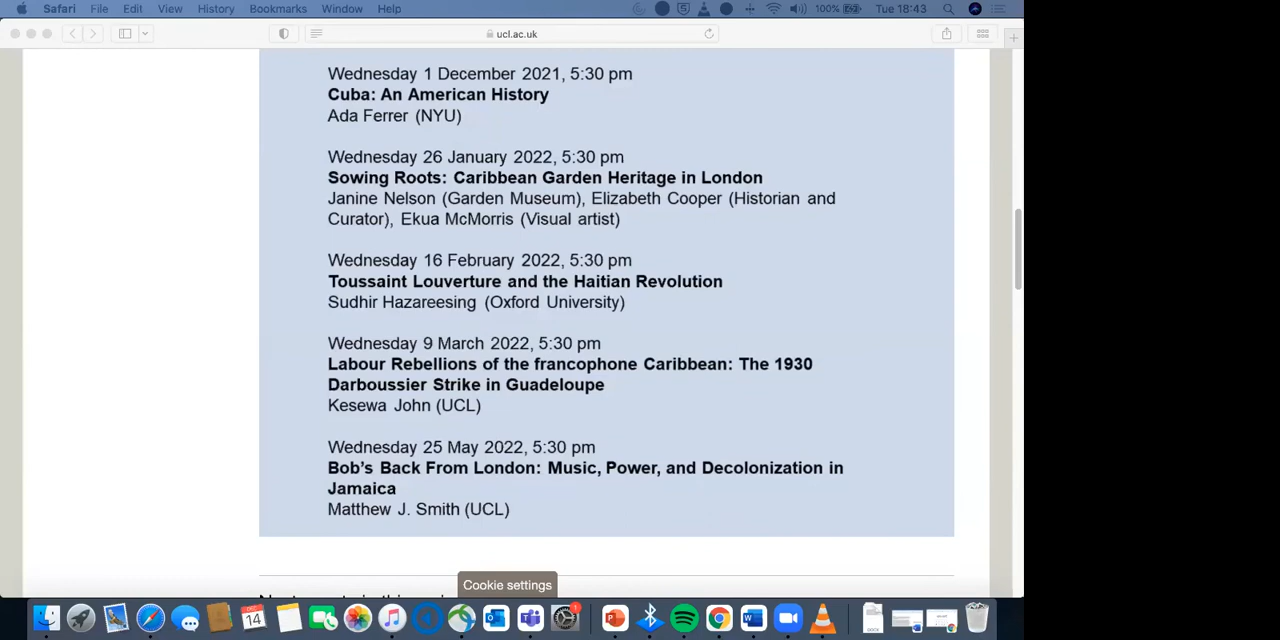 Safari File Edit View History Bookmarks Window Help 100% Tue 18:43
ucl.ac.uk
Wednesday 1 December 2021, 5:30 pm
Cuba: An American History
Ada Ferrer (NYU)
Wednesday 26 January 2022, 5:30 pm
Sowing Roots: Caribbean Garden Heritage in London
Janine Nelson (Garden Museum), Elizabeth Cooper (Historian and
Curator), Ekua McMorris (Visual artist)
Wednesday 16 February 2022, 5:30 pm
Toussaint Louverture and the Haitian Revolution
Sudhir Hazareesing (Oxford University)
Wednesday 9 March 2022, 5:30 pm
Labour Rebellions of the francophone Caribbean: The 1930
Darboussier Strike in Guadeloupe
Kesewa John (UCL)
Wednesday 25 May 2022, 5:30 pm
Bob's Back From London: Music, Power, and Decolonization in
Jamaica
Matthew J. Smith (UCL)
Cookie settings
14